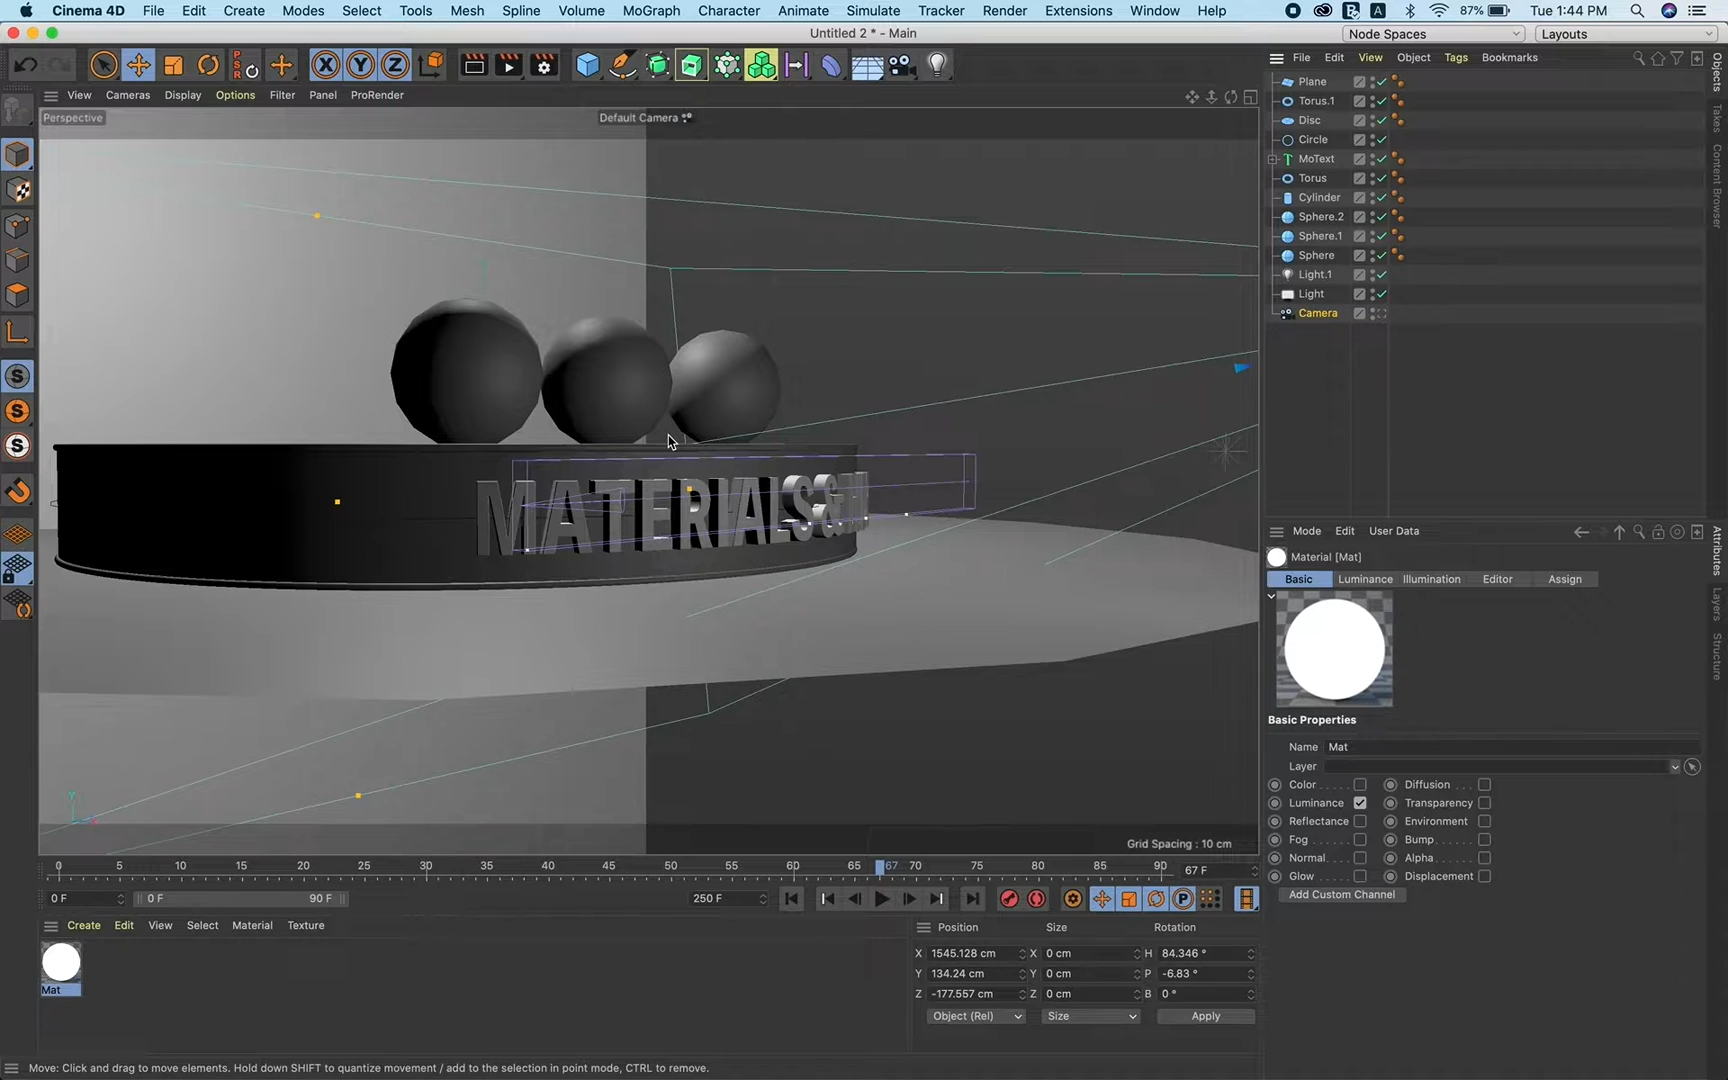 Cinema 4D File Edit Create Modes Select Tools Mesh Spline Volume MoGraph Character Animate Simulate Tracker Render Extensions Window Help 87% Tue 1:44 PM
Untitled 2 * - Main Node Spaces Layouts
File Edit View Object Tags Bookmarks
View Cameras Display Options Filter Panel ProRender
Perspective Default Camera
Plane
Torus.1
Disc
Circle
MoText
Torus
Cylinder
Sphere.2
Sphere.1
Sphere
Light.1
Light
Camera
Objects
Takes
Content Browser
MATERIALS&
Mode Edit User Data
Material [Mat]
Basic Luminance Illumination Editor Assign
Basic Properties
Name Mat
Layer
Color Diffusion
Luminance Transparency
Reflectance Environment
Fog Bump
Normal Alpha
Glow Displacement
Add Custom Channel
Attributes
Layers
Structure
Y
Grid Spacing : 10 cm
0 5 10 15 20 25 30 35 40 45 50 55 60 65 67 70 75 80 85 90 67 F
0 F 0 F 90 F 250 F
Create Edit View Select Material Texture
Mat
Position Size Rotation
X 1545.128 cm X 0 cm H 84.346 °
Y 134.24 cm Y 0 cm P -6.83 °
Z -177.557 cm Z 0 cm B 0 °
Object (Rel) Size Apply
Move: Click and drag to move elements. Hold down SHIFT to quantize movement / add to the selection in point mode, CTRL to remove.